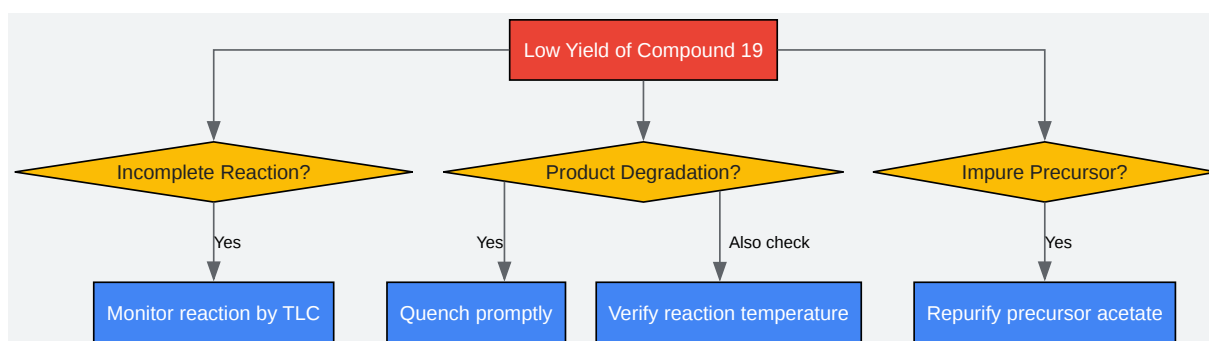 Low Yield of Compound 19
Incomplete Reaction?
Product Degradation?
Impure Precursor?
Yes
Yes
Also check
Yes
Monitor reaction by TLC
Quench promptly
Verify reaction temperature
Repurify precursor acetate